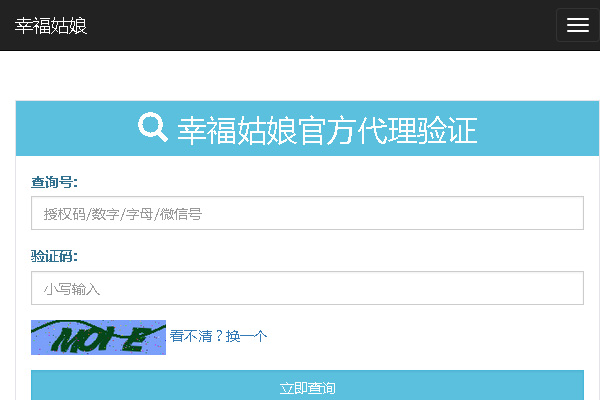 幸福姑娘
幸福姑娘官方代理验证
查询号:
授权码/数字/字母/微信号
验证码:
小写输入
看不清？换一个
立即查询